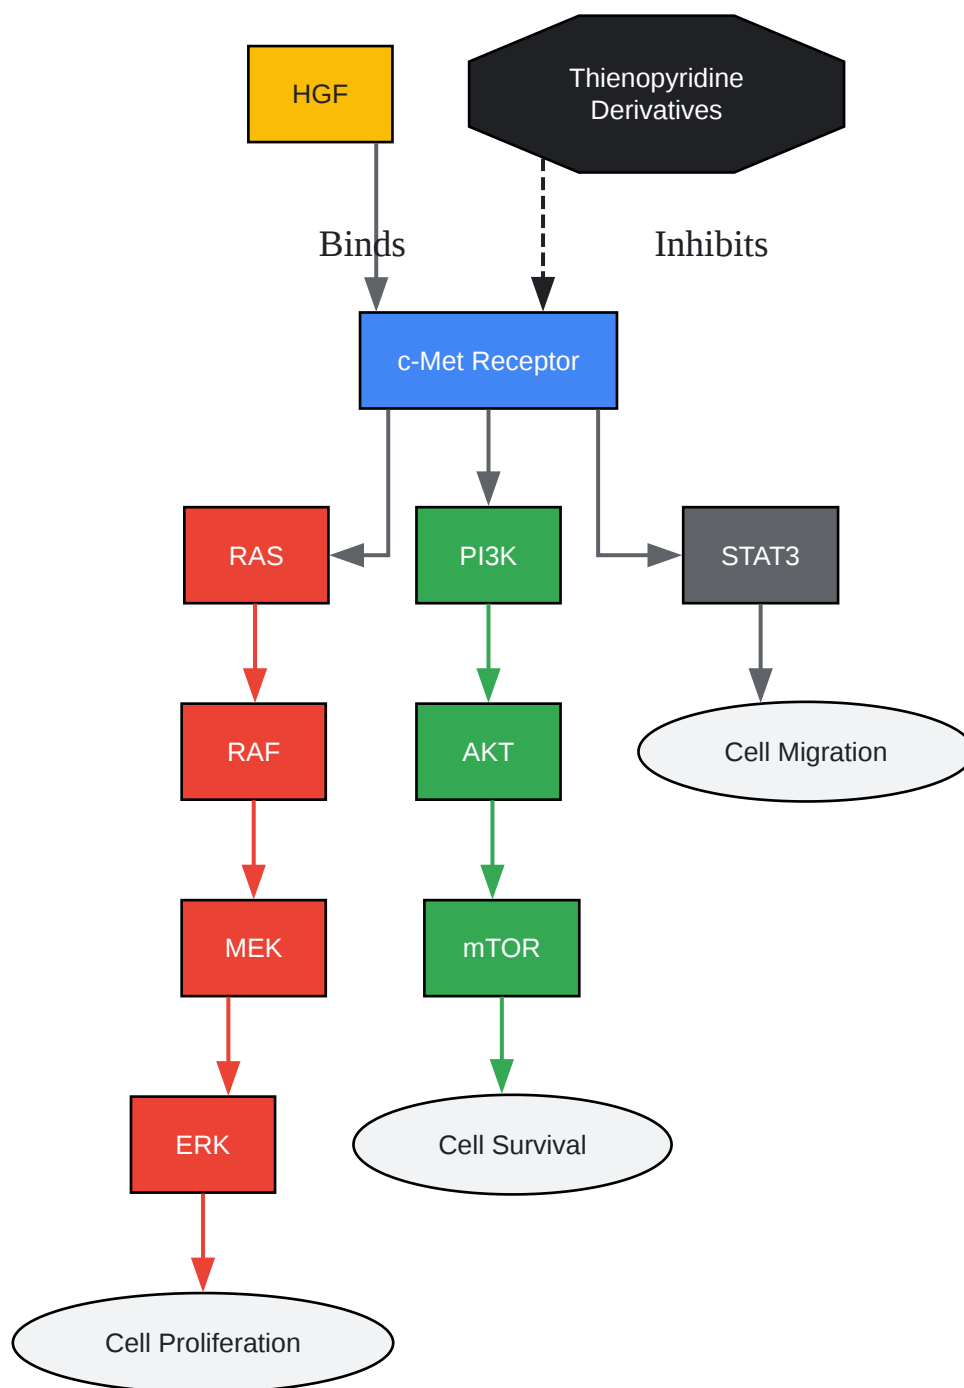 HGF
Thienopyridine
Derivatives
Binds
Inhibits
c-Met Receptor
RAS
PI3K
STAT3
RAF
AKT
Cell Migration
MEK
mTOR
ERK
Cell Survival
Cell Proliferation